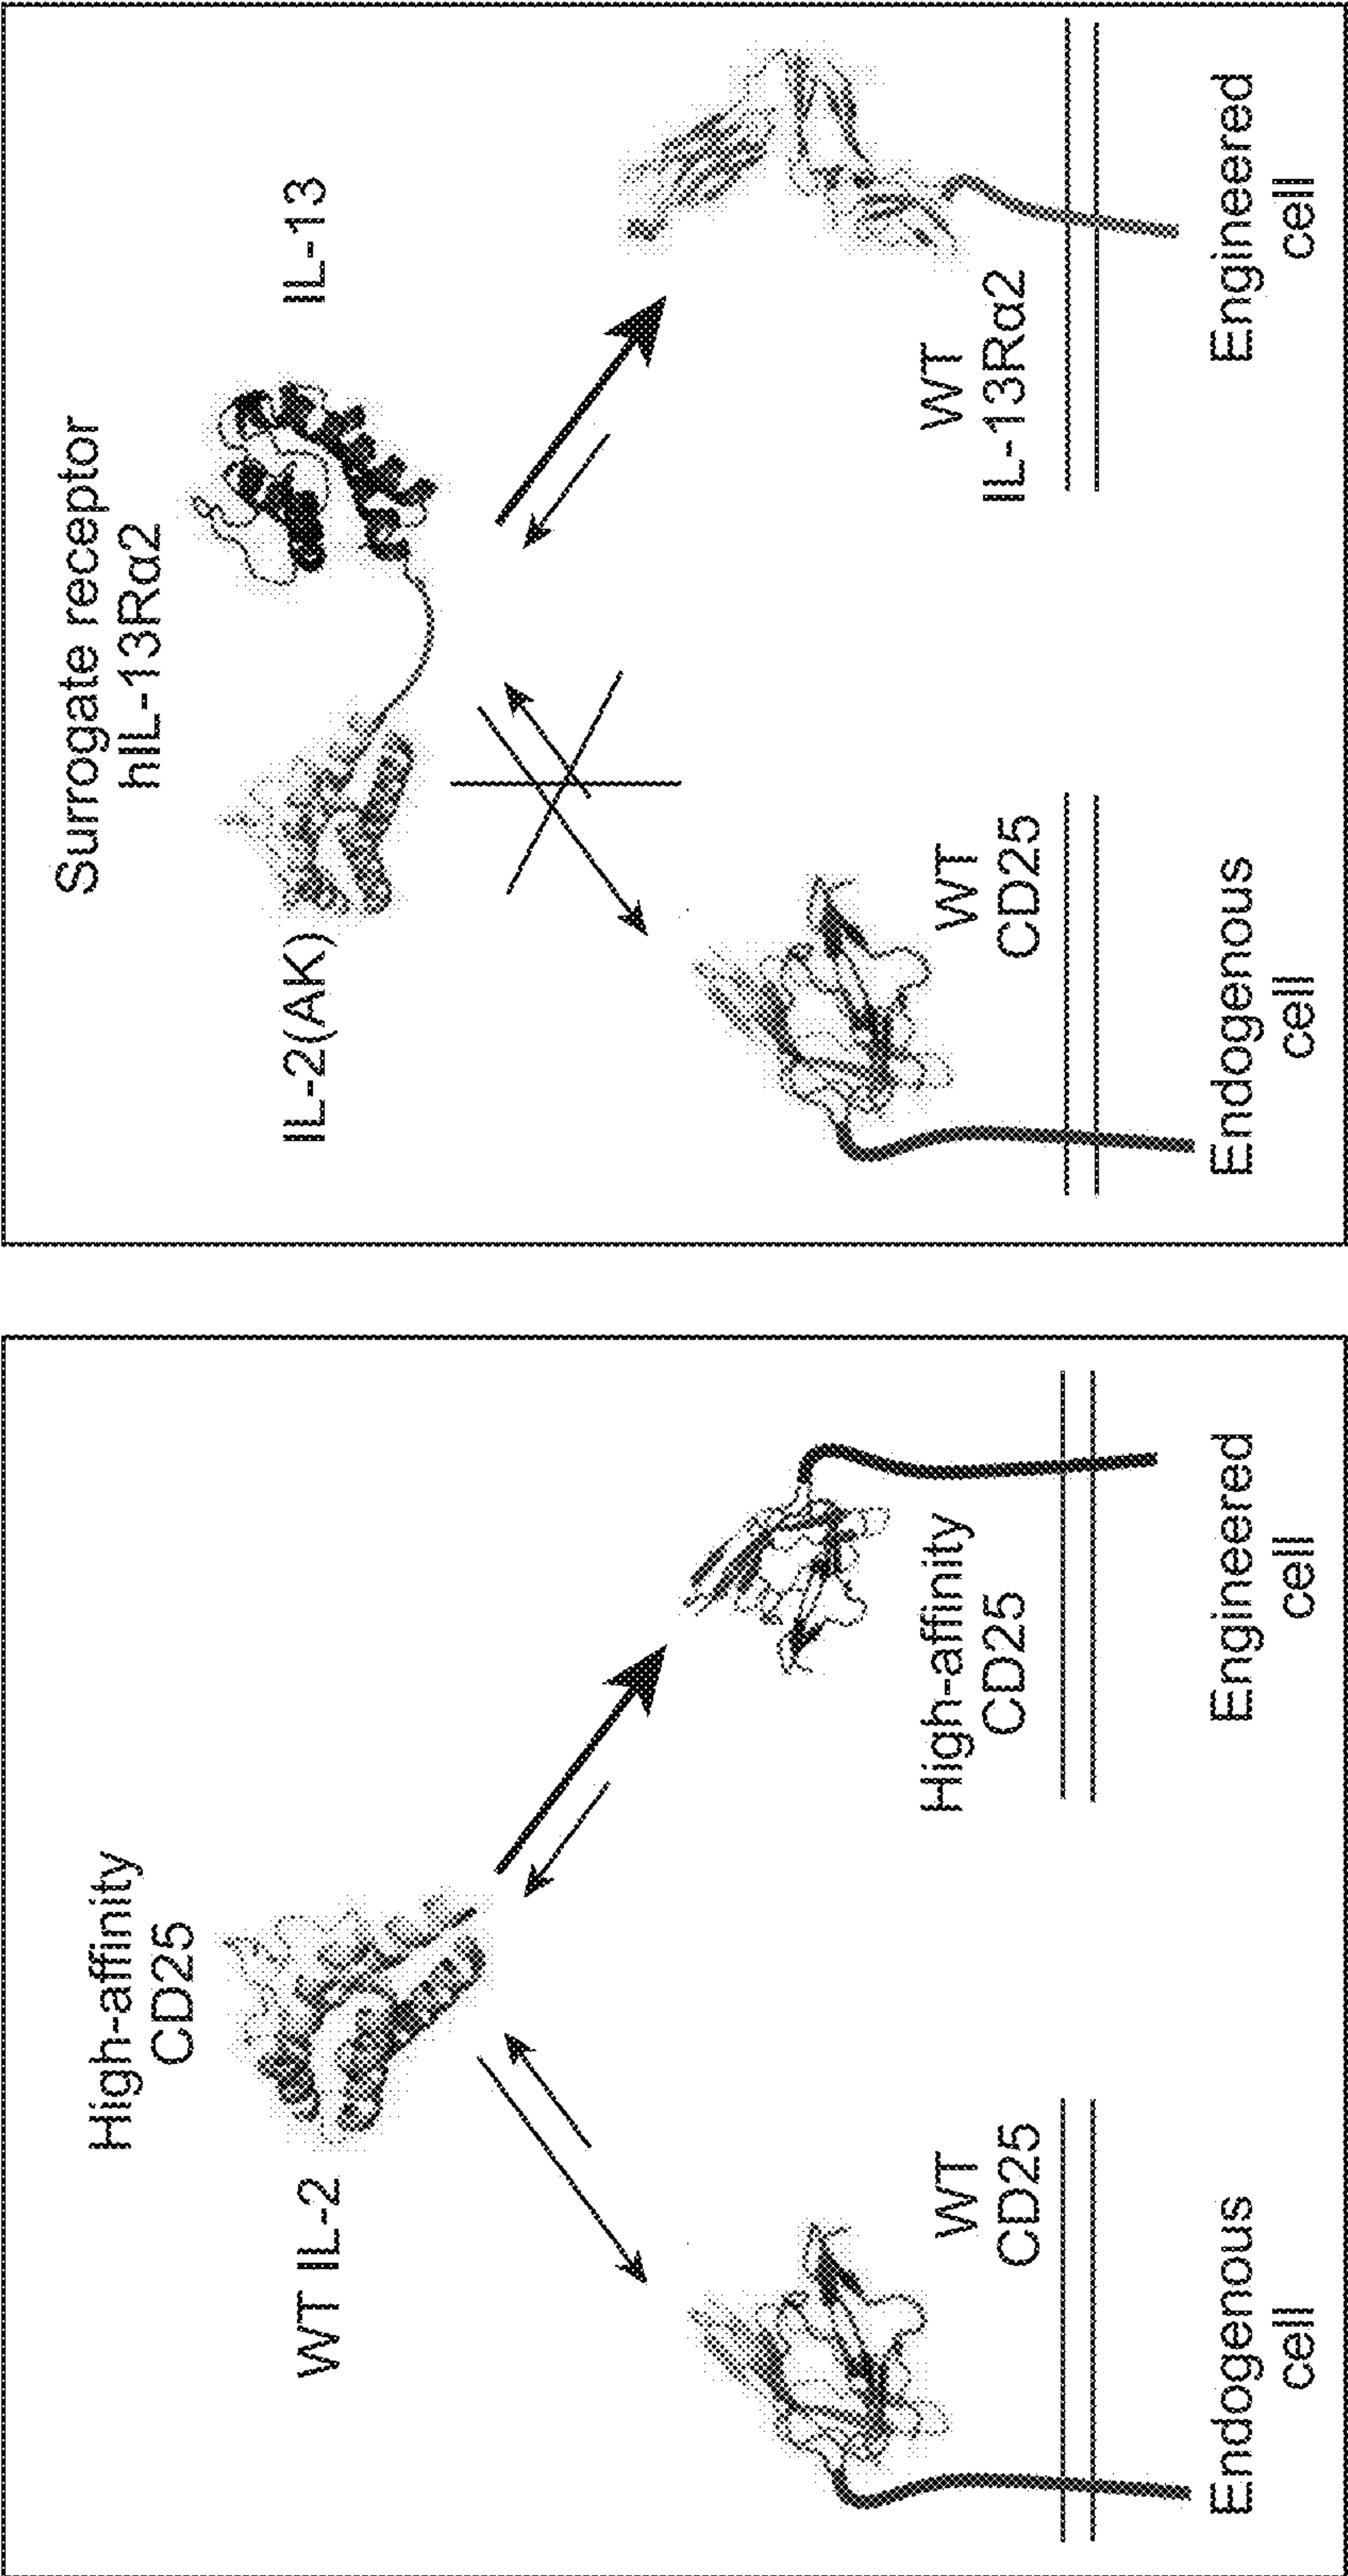 High-affinity
CD25
WT IL-2
WT
CD25
High-affinity
CD25
Endogenous
cell
Engineered
cell
Surrogate receptor
hIL-13Rα2
IL-2(AK)
IL-13
WT
CD25
WT
IL-13Rα2
Endogenous
cell
Engineered
cell